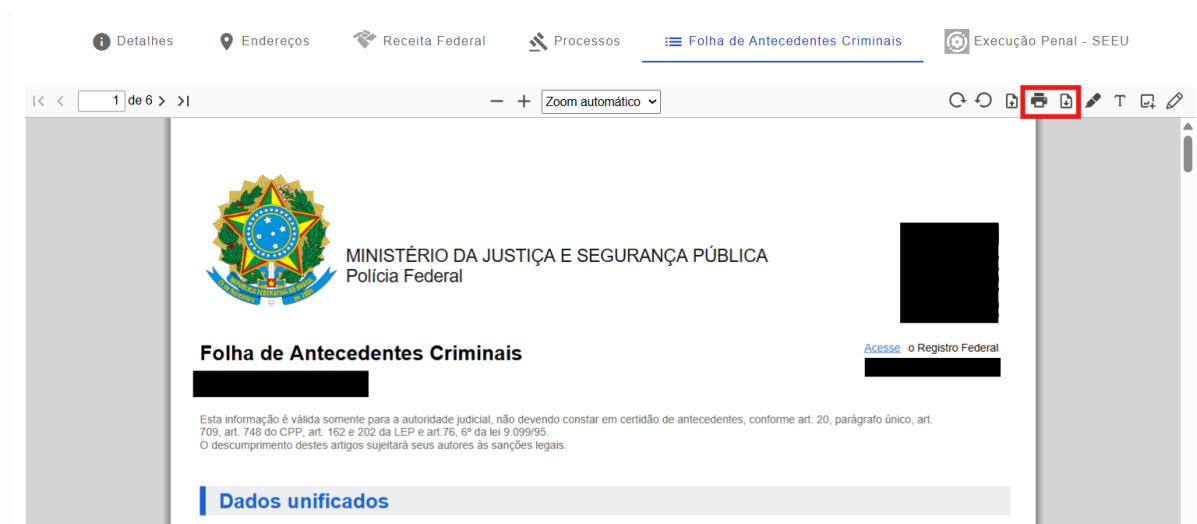 Detalhes Endereços Receita Federal Processos Folha de Antecedentes Criminais Execução Penal - SEEU
1 de 6 Zoom automático T
MINISTÉRIO DA JUSTIÇA E SEGURANÇA PÚBLICA
Polícia Federal
Folha de Antecedentes Criminais
Acesse o Registro Federal
Esta informação é válida somente para a autoridade judicial, não devendo constar em certidão de antecedentes, conforme art. 20, parágrafo único, art.
709, art. 748 do CPP, art. 162 e 202 da LEP e art.76, 6º da lei 9.099/95.
O descumprimento destes artigos sujeitará seus autores às sanções legais.
Dados unificados